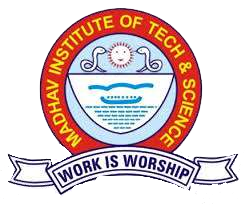 MADHAV INSTITUTE OF TECH & SCIENCE
WORK IS WORSHIP